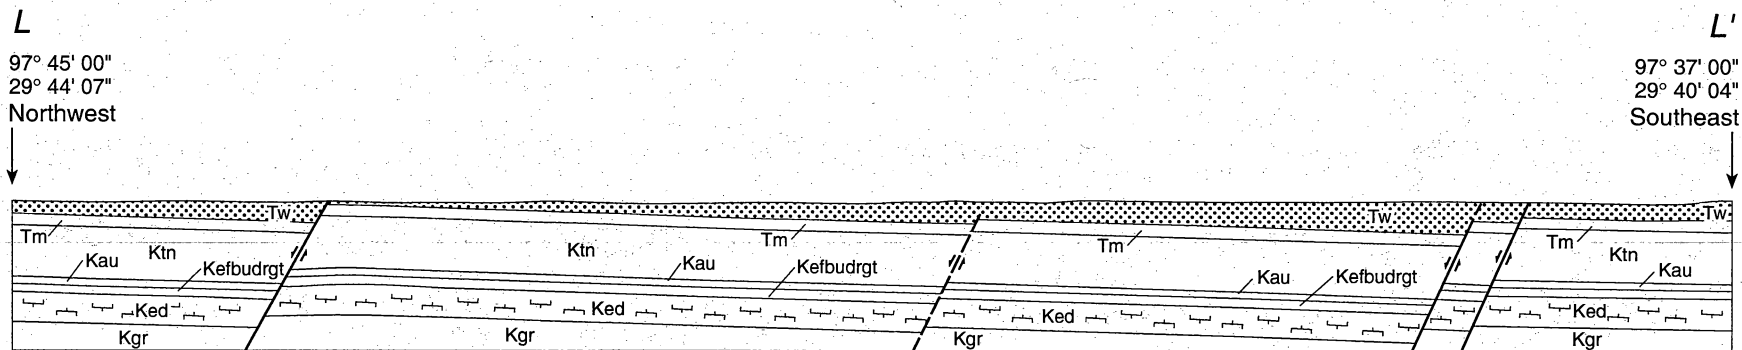 L
97° 45' 00"
29° 44' 07"
Northwest
L'
97° 37' 00"
29° 40' 04"
Southeast
Tw
Tw
Tw
Tm
Ktn
Kau
Kefbudrgt
Ked
Kgr
Ktn
Tm
Kau
Kefbudrgt
Ked
Kgr
Tm
Kau
Kefbudrgt
Ked
Kgr
Tm
Ktn
Kau
Ked
Kgr